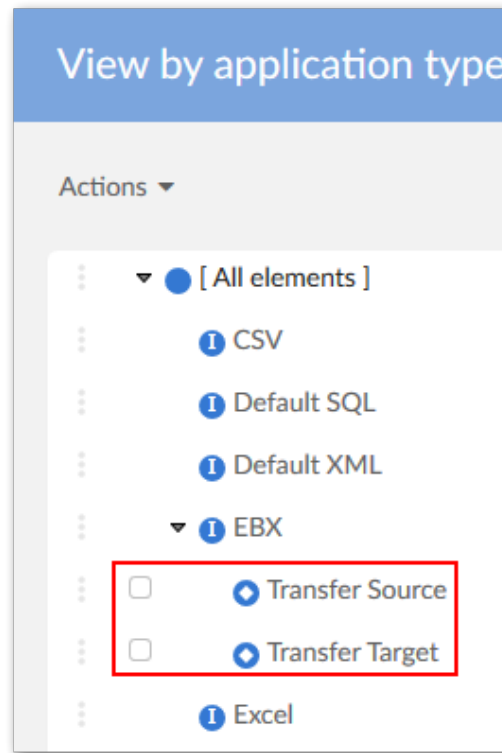 View by application type
Actions
[ All elements ]
I CSV
I Default SQL
I Default XML
I EBX
Transfer Source
Transfer Target
I Excel